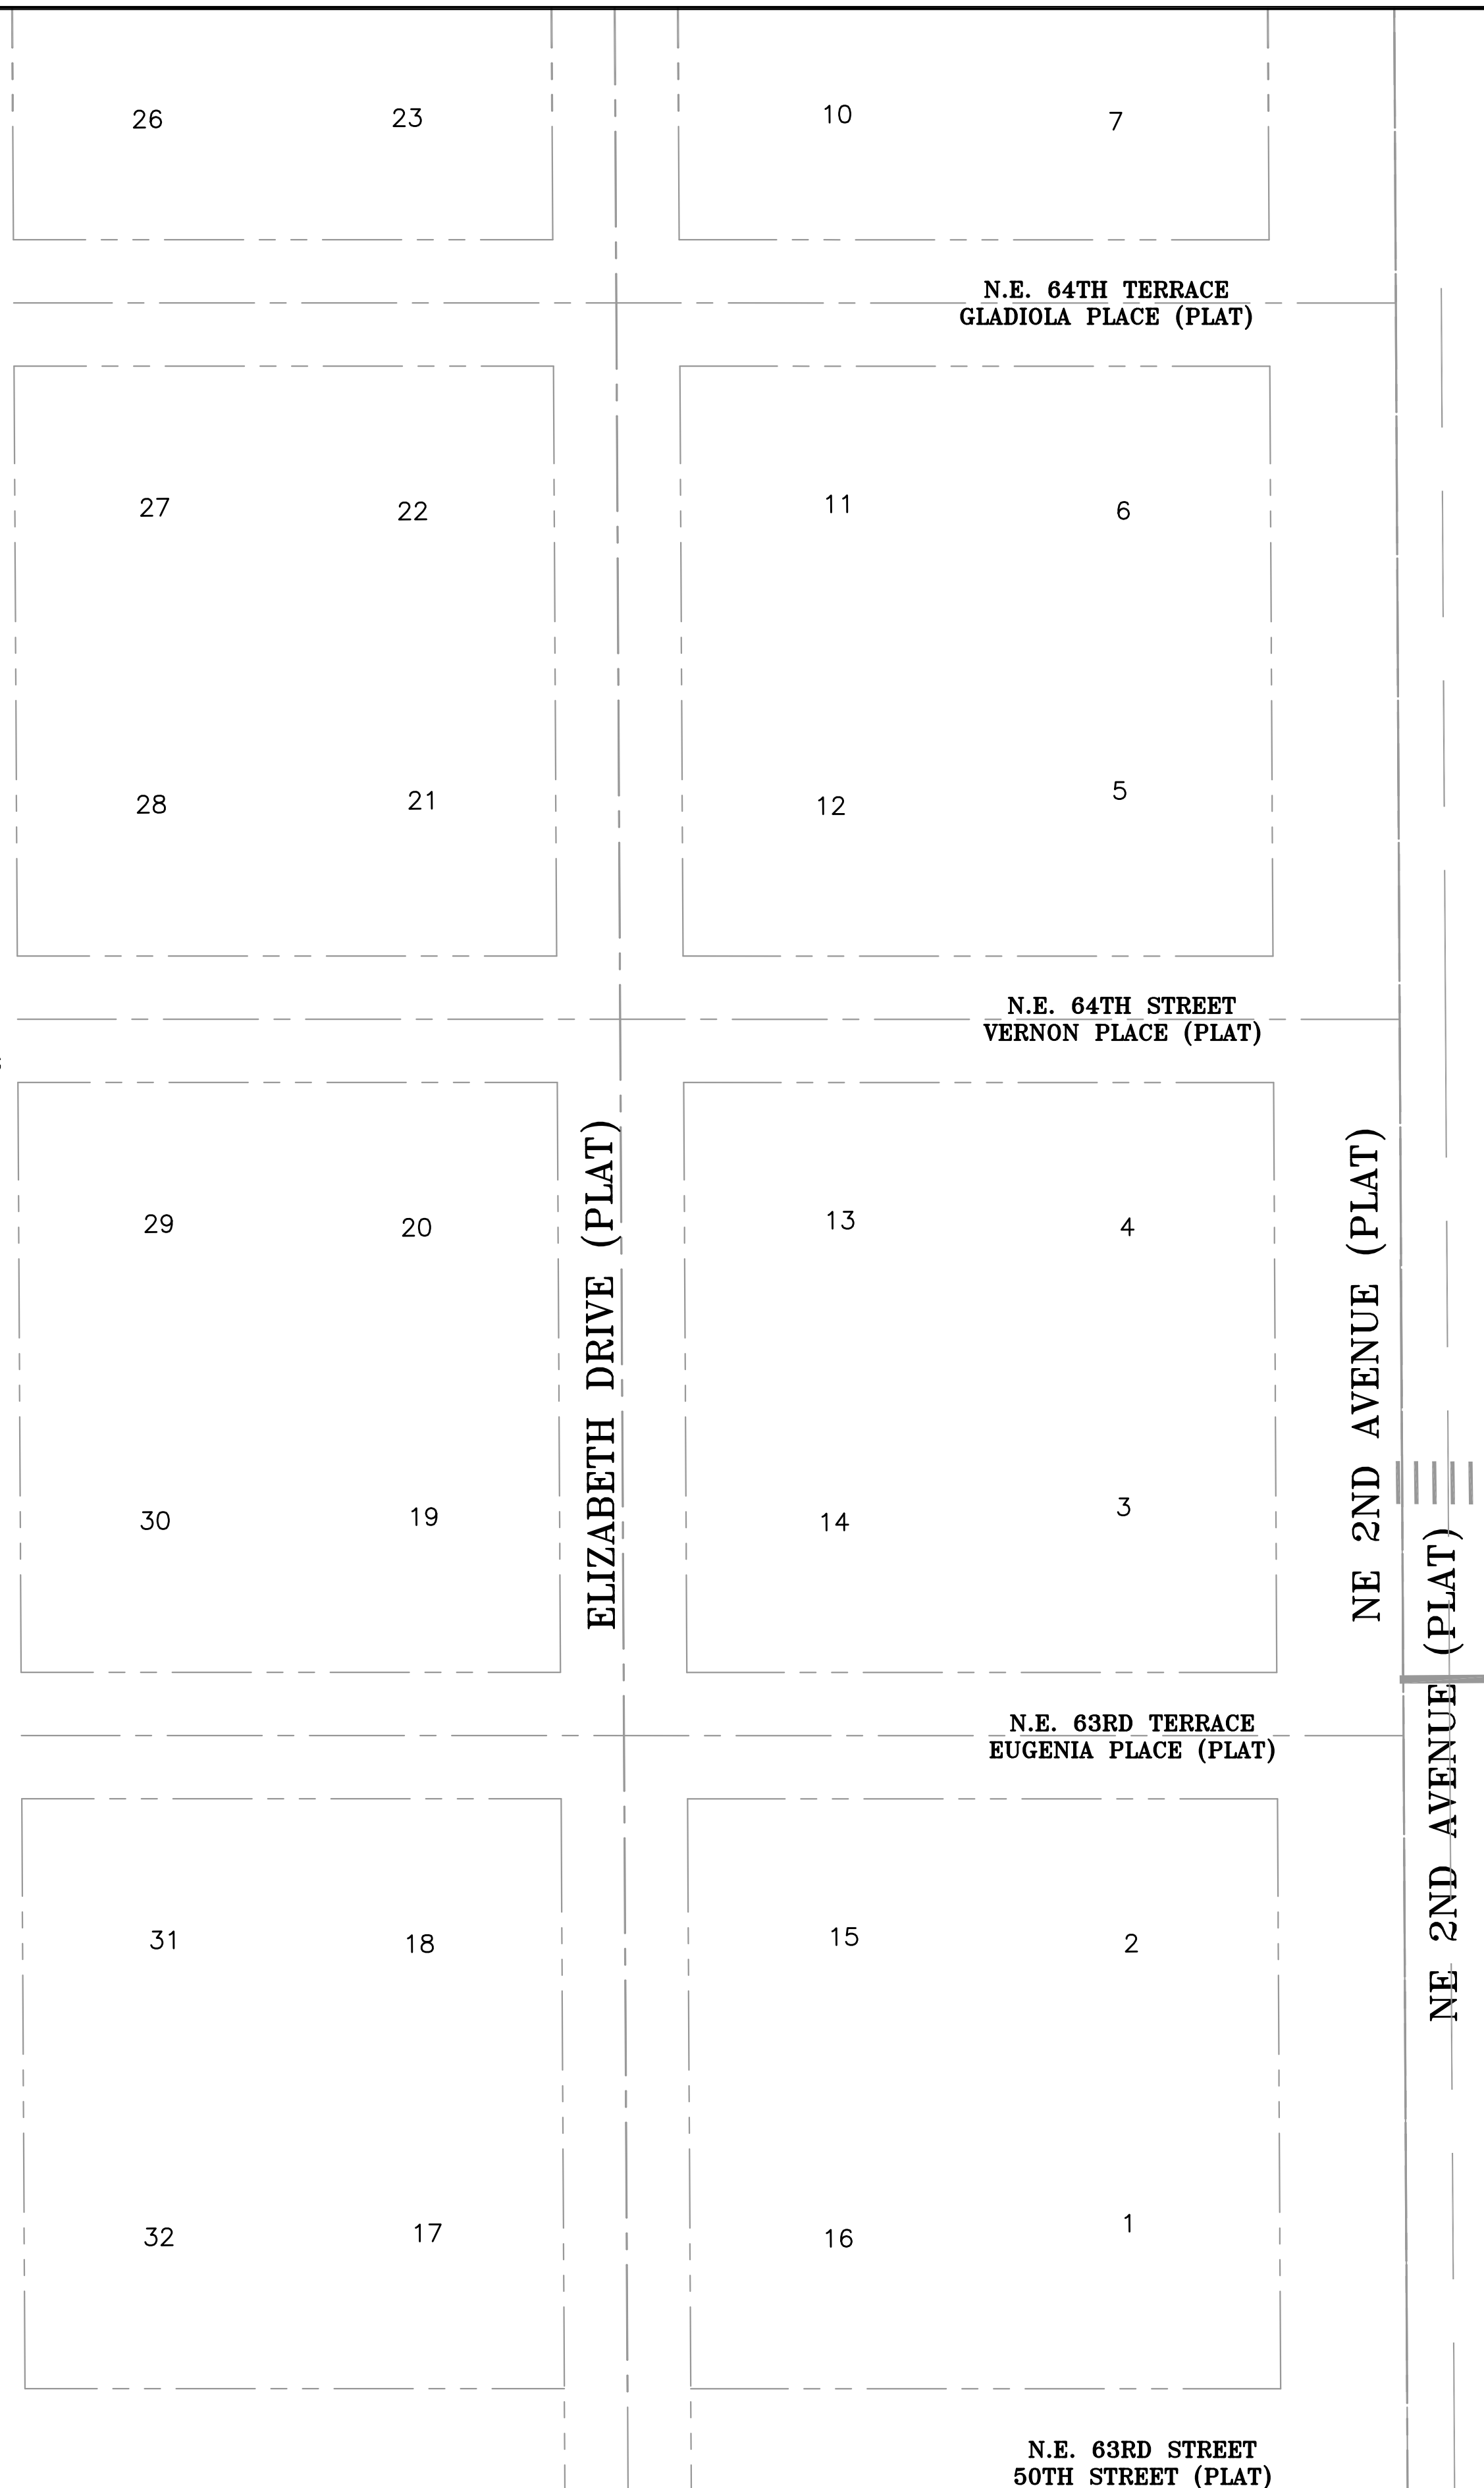 26 23 10 7
N.E. 64TH TERRACE
GLADIOLA PLACE (PLAT)
27 22 11 6
28 21 12 5
N.E. 64TH STREET
VERNON PLACE (PLAT)
ELIZABETH DRIVE (PLAT)
NE 2ND AVENUE (PLAT)
29 20 13 4
30 19 14 3
NE 2ND AVENUE (PLAT)
N.E. 63RD TERRACE
EUGENIA PLACE (PLAT)
31 18 15 2
32 17 16 1
N.E. 63RD STREET
50TH STREET (PLAT)